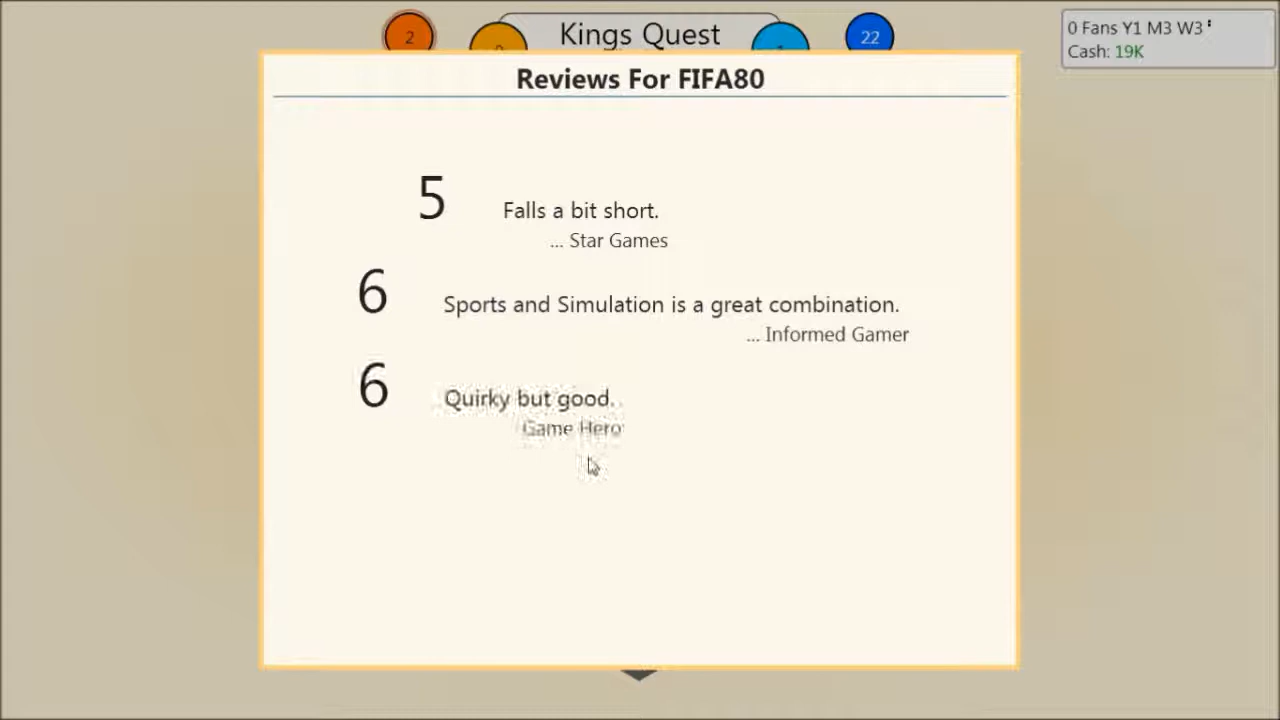 2
Kings Quest
22
0 Fans Y1 M3 W3
Cash: 19K
Reviews For FIFA80
5
Falls a bit short.
... Star Games
6
Sports and Simulation is a great combination.
... Informed Gamer
6
Quirky but good.
Game Hero